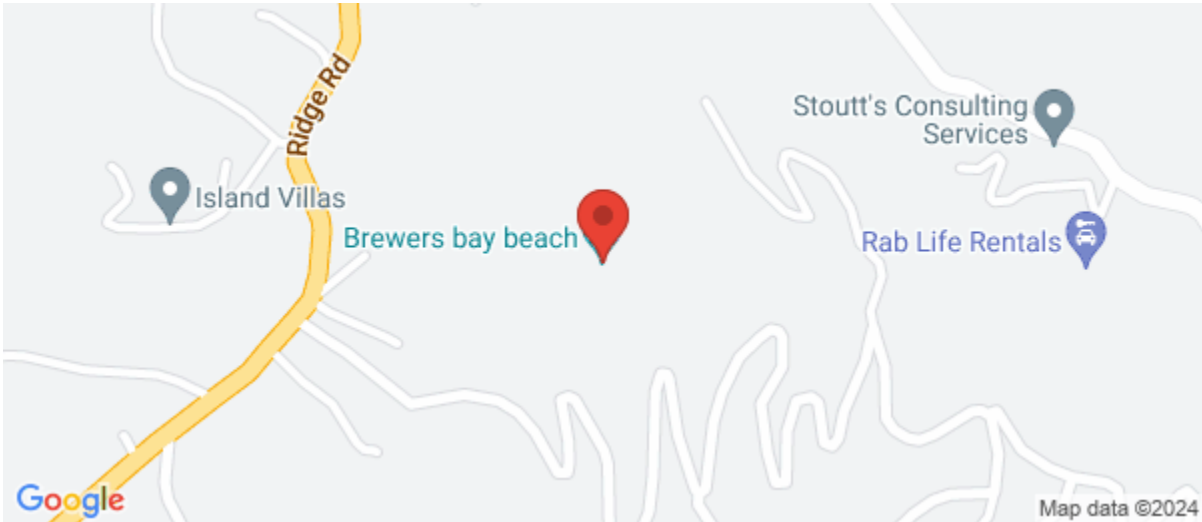 Ridge Rd
Stoutt's Consulting
Services
Island Villas
Brewers bay beach
Rab Life Rentals
Google
Map data ©2024